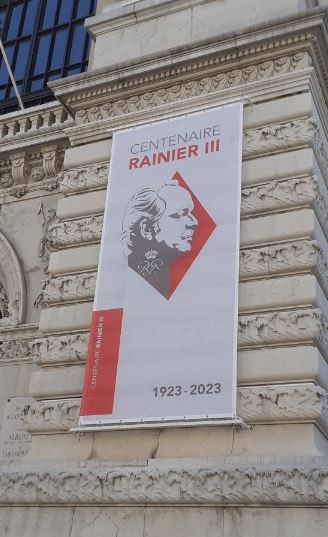 CENTENAIRE
RAINIER III
CENTENAIRE RAINIER III
1923-2023